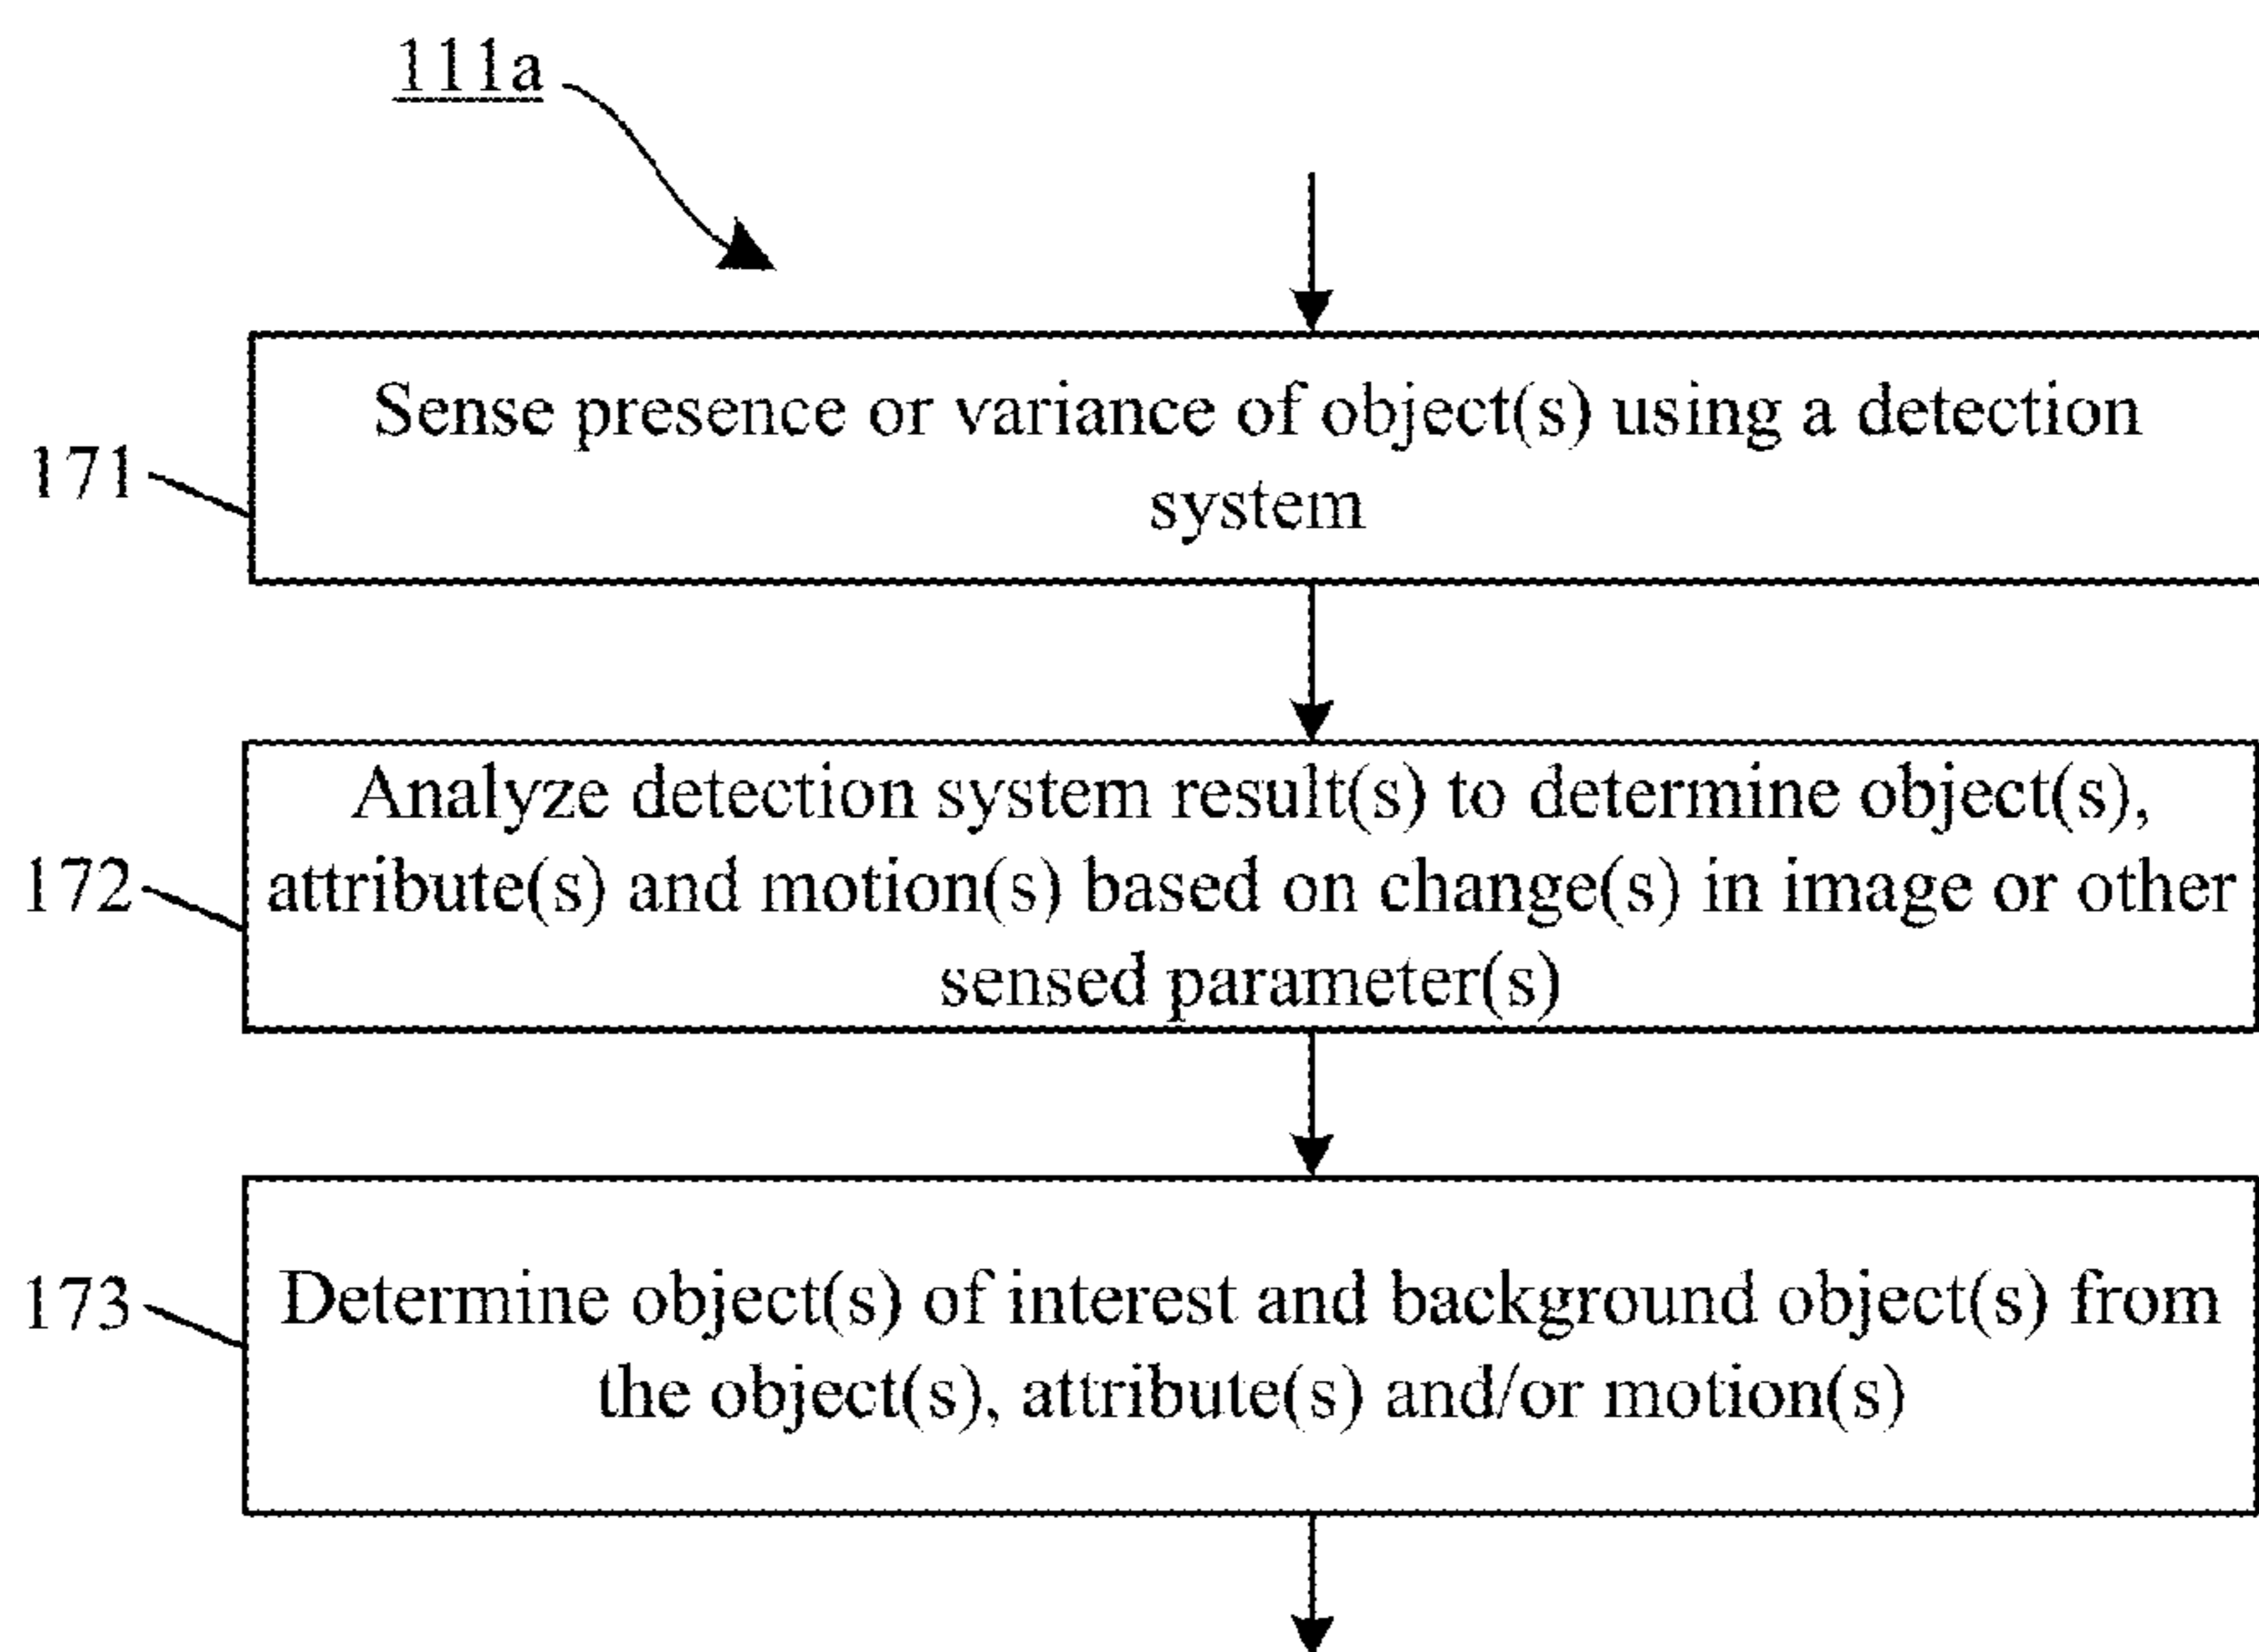 111a
Sense presence or variance of object(s) using a detection
system
171
Analyze detection system result(s) to determine object(s),
attribute(s) and motion(s) based on change(s) in image or other
sensed parameter(s)
172
Determine object(s) of interest and background object(s) from
the object(s), attribute(s) and/or motion(s)
173